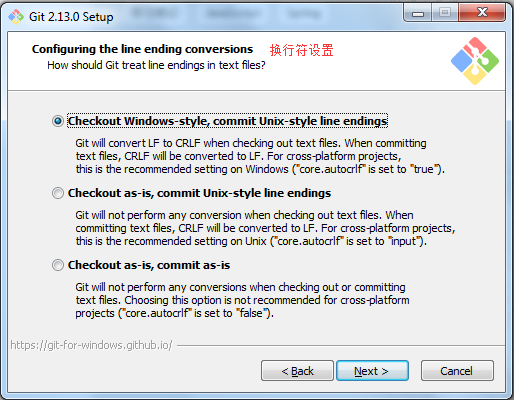 Git 2.13.0 Setup
Configuring the line ending conversions 换行符设置
How should Git treat line endings in text files?
Checkout Windows-style, commit Unix-style line endings
Git will convert LF to CRLF when checking out text files. When committing
text files, CRLF will be converted to LF. For cross-platform projects,
this is the recommended setting on Windows ("core.autocrlf" is set to "true").
Checkout as-is, commit Unix-style line endings
Git will not perform any conversion when checking out text files. When
committing text files, CRLF will be converted to LF. For cross-platform projects,
this is the recommended setting on Unix ("core.autocrlf" is set to "input").
Checkout as-is, commit as-is
Git will not perform any conversions when checking out or committing
text files. Choosing this option is not recommended for cross-platform
projects ("core.autocrlf" is set to "false").
https://git-for-windows.github.io/
< Back Next > Cancel